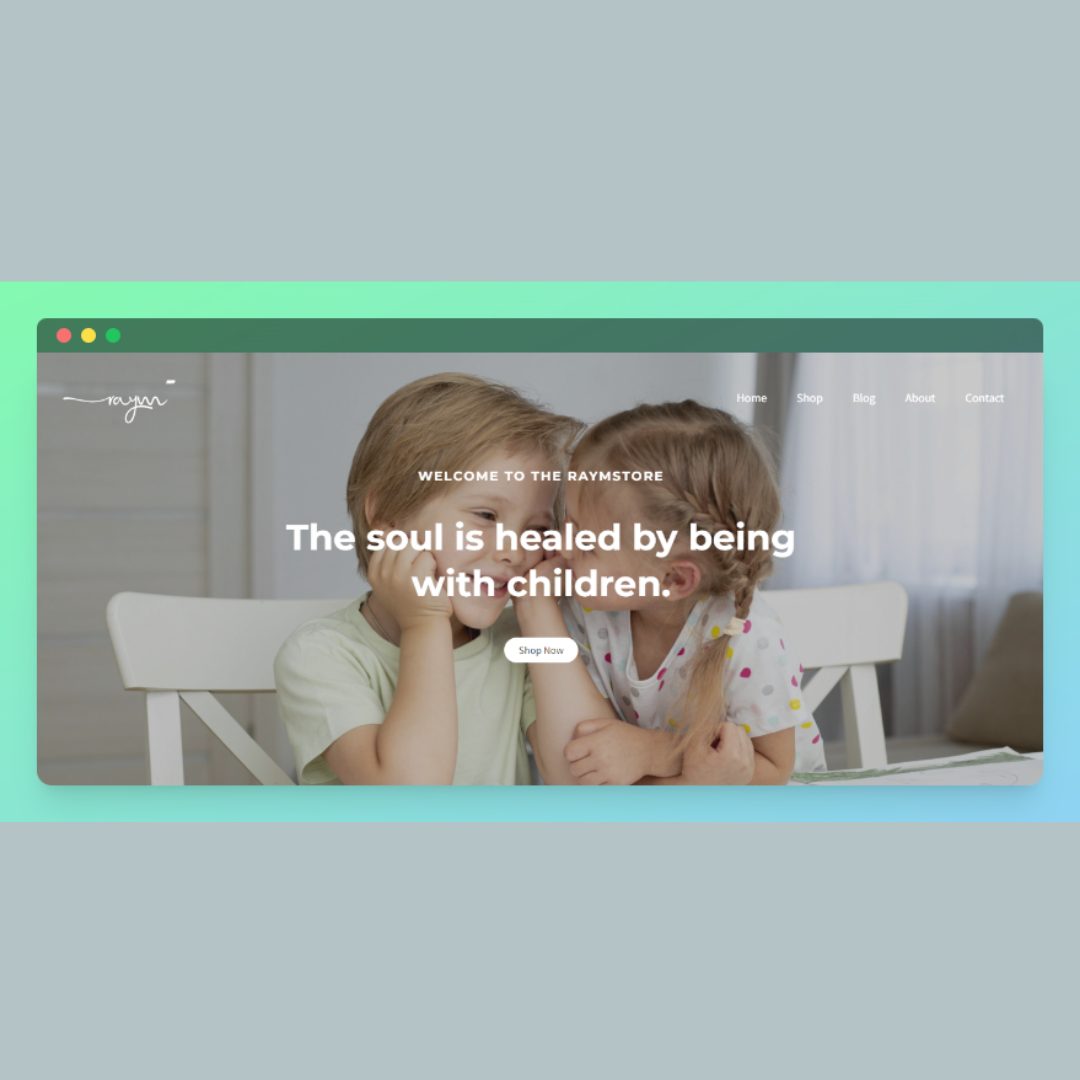 raym
Home Shop Blog About Contact
WELCOME TO THE RAYMSTORE
The soul is healed by being
with children.
Shop Now